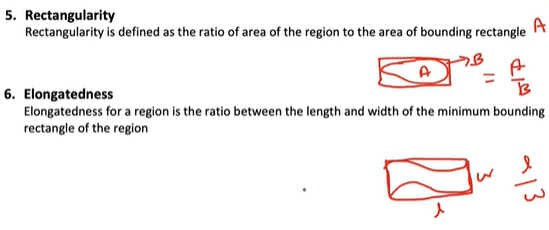 5. Rectangularity
Rectangularity is defined as the ratio of area of the region to the area of bounding rectangle A
A → B = A/B
6. Elongatedness
Elongatedness for a region is the ratio between the length and width of the minimum bounding
rectangle of the region
w l/w
l